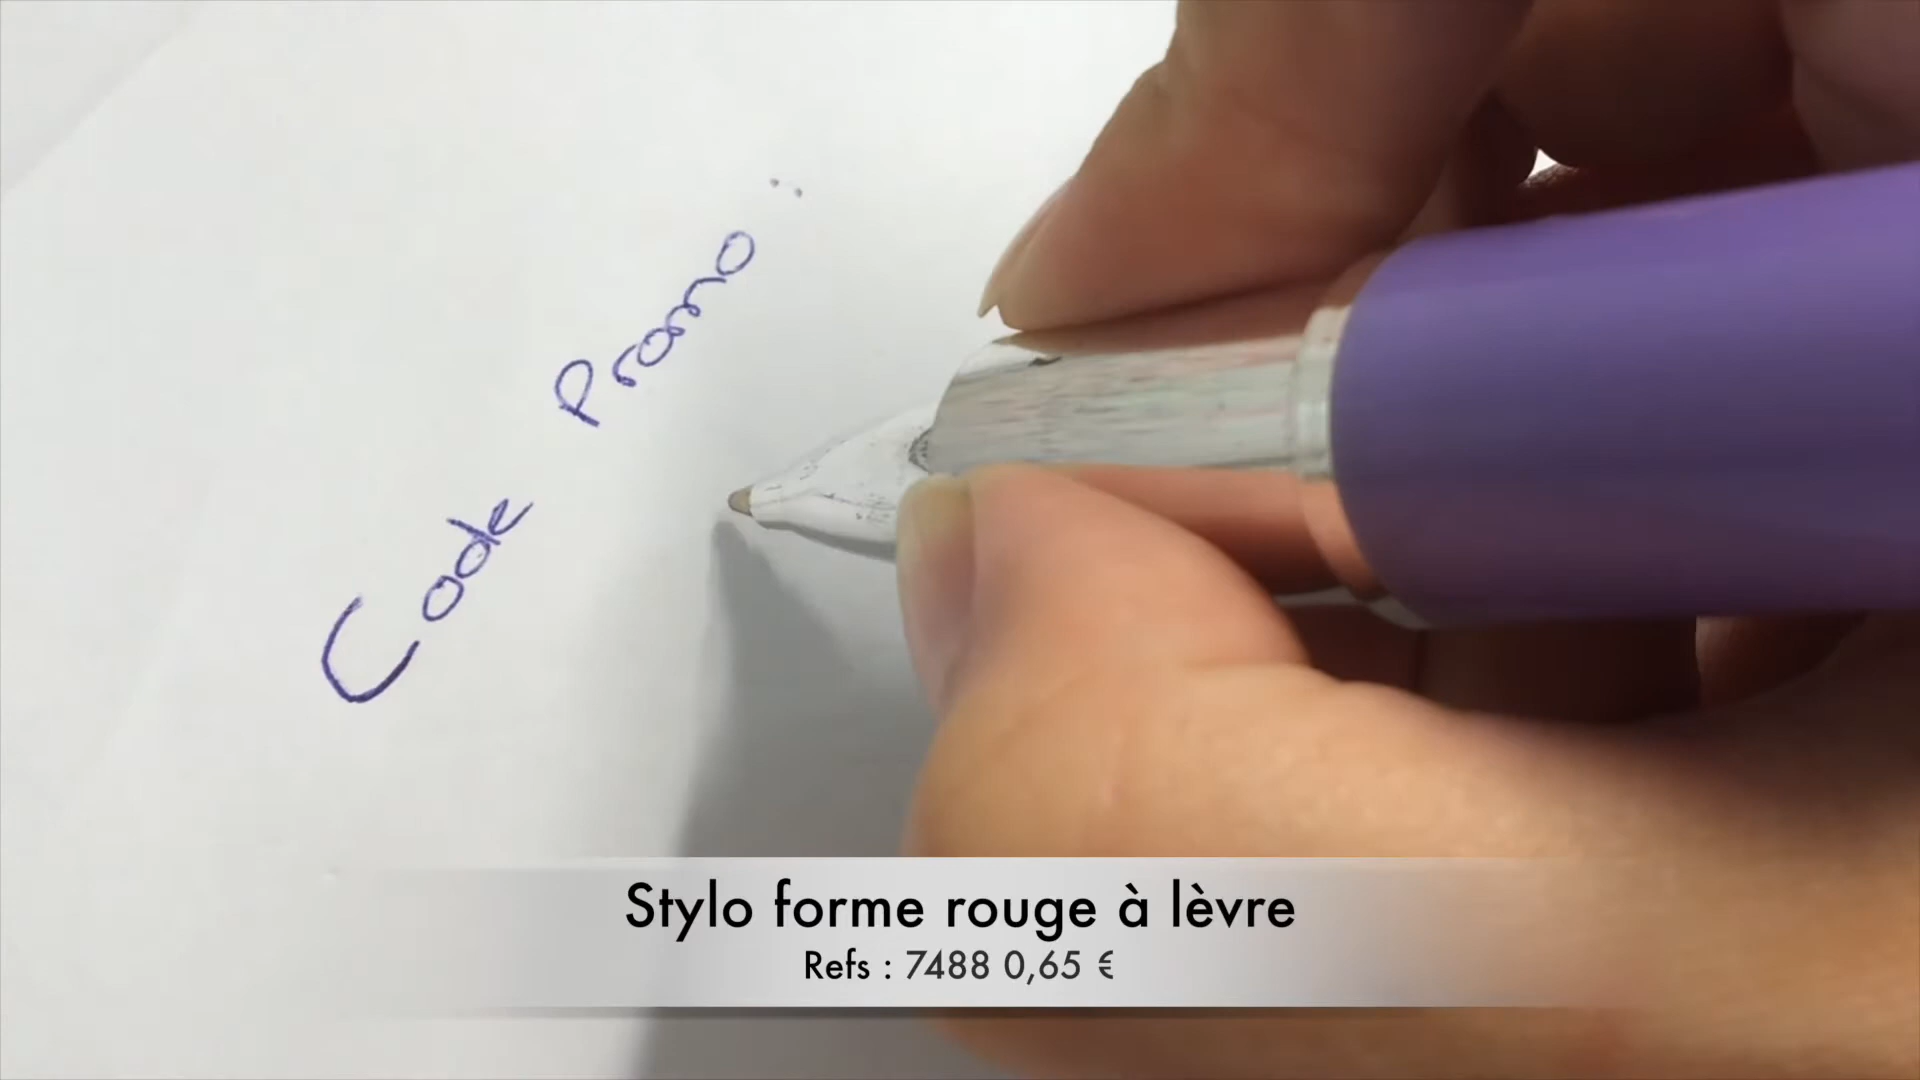 Code Promo :
Stylo forme rouge à lèvre
Refs : 7488 0,65 €